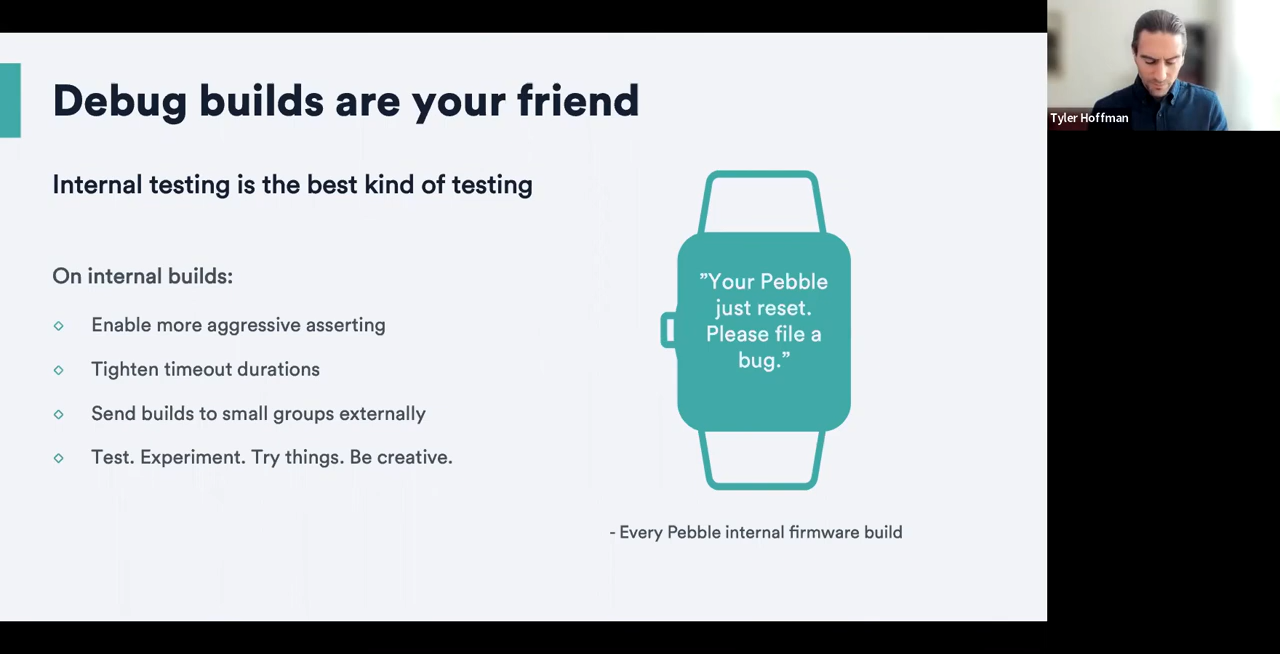 Debug builds are your friend
Internal testing is the best kind of testing
On internal builds:
Enable more aggressive asserting
Tighten timeout durations
Send builds to small groups externally
Test. Experiment. Try things. Be creative.
”Your Pebble
just reset.
Please file a
bug.”
- Every Pebble internal firmware build
Tyler Hoffman